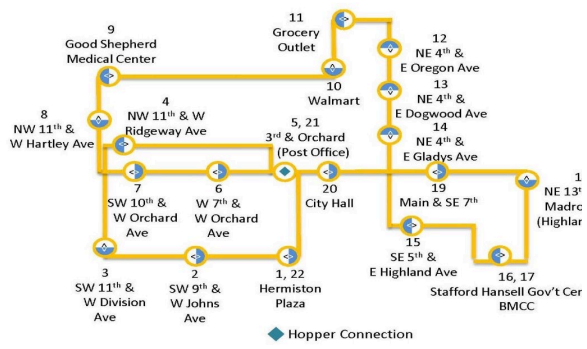 9
Good Shepherd
Medical Center
11
Grocery
Outlet
12
NE 4th &
E Oregon Ave
13
NE 4th &
E Dogwood Ave
14
NE 4th &
E Gladys Ave
10
Walmart
8
NW 11th &
W Hartley Ave
4
NW 11th & W
Ridgeway Ave
5, 21
3rd & Orchard
(Post Office)
7
SW 10th &
W Orchard
Ave
6
W 7th &
W Orchard
Ave
20
City Hall
19
Main & SE 7th
1
NE 13th
Madro
(Highlan
3
SW 11th &
W Division
Ave
2
SW 9th &
W Johns
Ave
1, 22
Hermiston
Plaza
15
SE 5th &
E Highland Ave
16, 17
Stafford Hansell Gov't Cen
BMCC
Hopper Connection